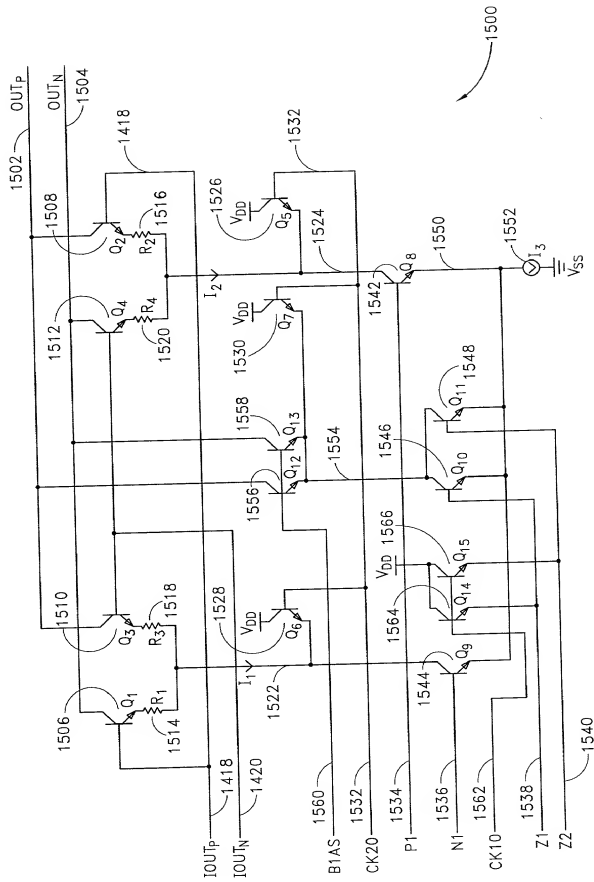 1500
OUTP
1502
OUTN
1504
1508
1418
Q2
R2
1516
1512
Q4
R4
1520
1510
Q3
R3
1518
1506
Q1
R1
1514
1526
VDD
Q5
1532
1524
I2
VDD
Q7
1530
1558
Q13
1556
Q12
1554
1528
VDD
Q6
I1
1522
1542
Q8
1550
1552
I3
VSS
1546
Q10
Q11
1548
VDD
1566
1564
Q14
Q15
1544
Q9
IOUTP
1418
IOUTN
1420
B1AS
1560
CK20
1532
P1
1534
N1
1536
CK10
1562
Z1
1538
Z2
1540